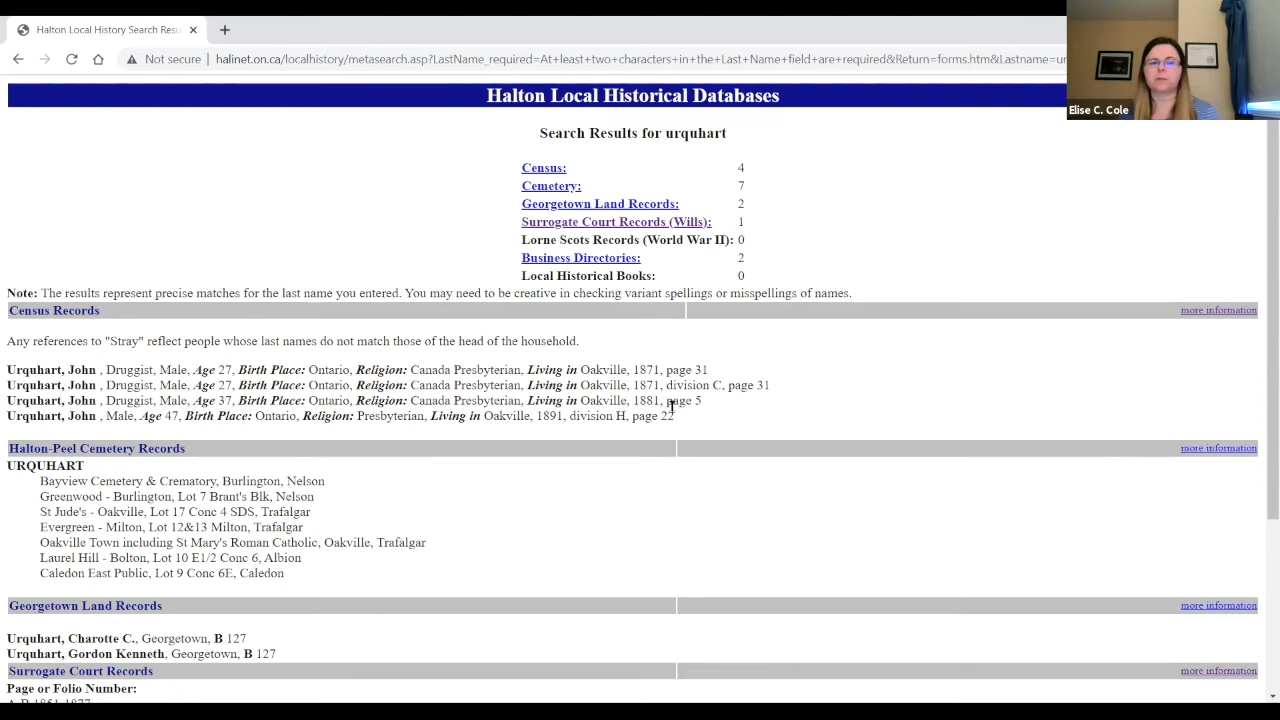 Halton Local History Search Resu
Not secure
halinet.on.ca/localhistory/metsearch.asp?LastName_required=At+least+two+characters+in+the+Last+Name+field+are+required&Return=forms.htm&Lastname=ur
Elise C. Cole
Halton Local Historical Databases
Search Results for urquhart
Census: 4
Cemetery: 7
Georgetown Land Records: 2
Surrogate Court Records (Wills): 1
Lorne Scots Records (World War II): 0
Business Directories: 2
Local Historical Books: 0
Note: The results represent precise matches for the last name you entered. You may need to be creative in checking variant spellings or misspellings of names.
Census Records more information
Any references to "Stray" reflect people whose last names do not match those of the head of the household.
Urquhart, John , Druggist, Male, Age 27, Birth Place: Ontario, Religion: Canada Presbyterian, Living in Oakville, 1871, page 31
Urquhart, John , Druggist, Male, Age 27, Birth Place: Ontario, Religion: Canada Presbyterian, Living in Oakville, 1871, division C, page 31
Urquhart, John , Druggist, Male, Age 37, Birth Place: Ontario, Religion: Canada Presbyterian, Living in Oakville, 1881, page 5
Urquhart, John , Male, Age 47, Birth Place: Ontario, Religion: Presbyterian, Living in Oakville, 1891, division H, page 22
Halton-Peel Cemetery Records more information
URQUHART
Bayview Cemetery & Crematory, Burlington, Nelson
Greenwood - Burlington, Lot 7 Brant's Blk, Nelson
St Jude's - Oakville, Lot 17 Conc 4 SDS, Trafalgar
Evergreen - Milton, Lot 12&13 Milton, Trafalgar
Oakville Town including St Mary's Roman Catholic, Oakville, Trafalgar
Laurel Hill - Bolton, Lot 10 E1/2 Conc 6, Albion
Caledon East Public, Lot 9 Conc 6E, Caledon
Georgetown Land Records more information
Urquhart, Charotte C., Georgetown, B 127
Urquhart, Gordon Kenneth, Georgetown, B 127
Surrogate Court Records more information
Page or Folio Number: